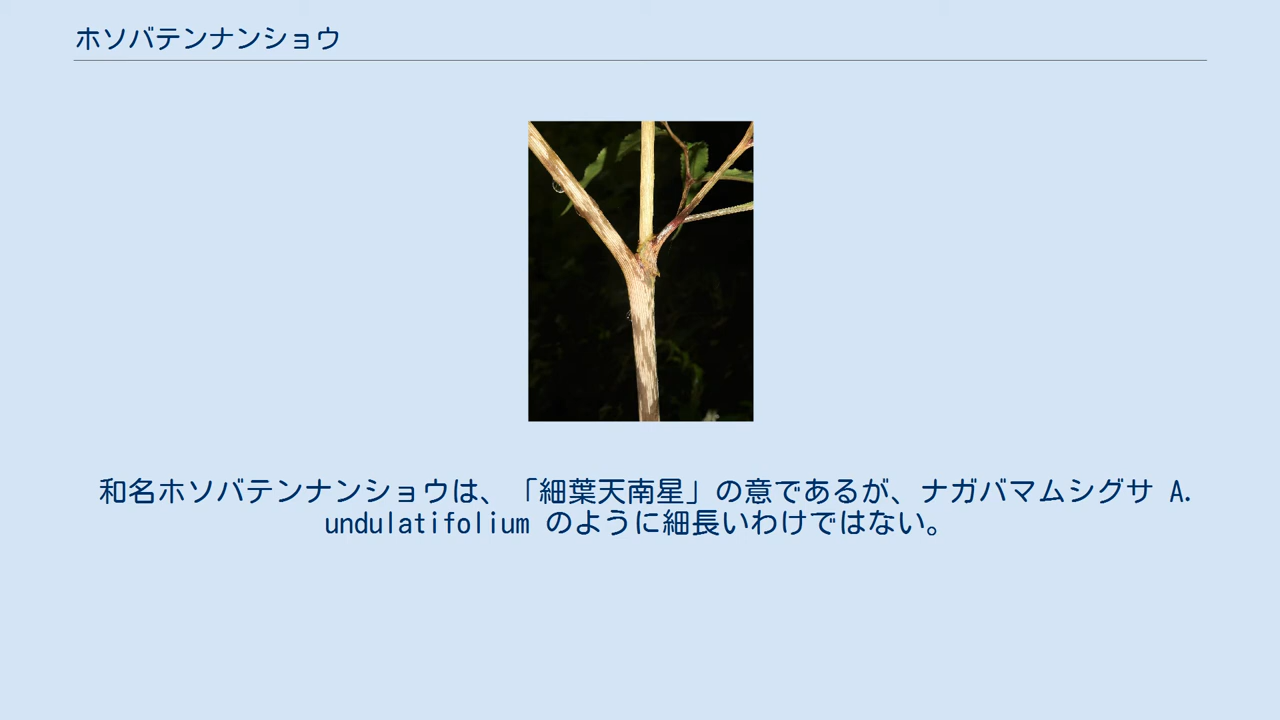 ホソバテンナンショウ
和名ホソバテンナンショウは、「細葉天南星」の意であるが、ナガバマムシグサ A.
undulatifolium のように細長いわけではない。